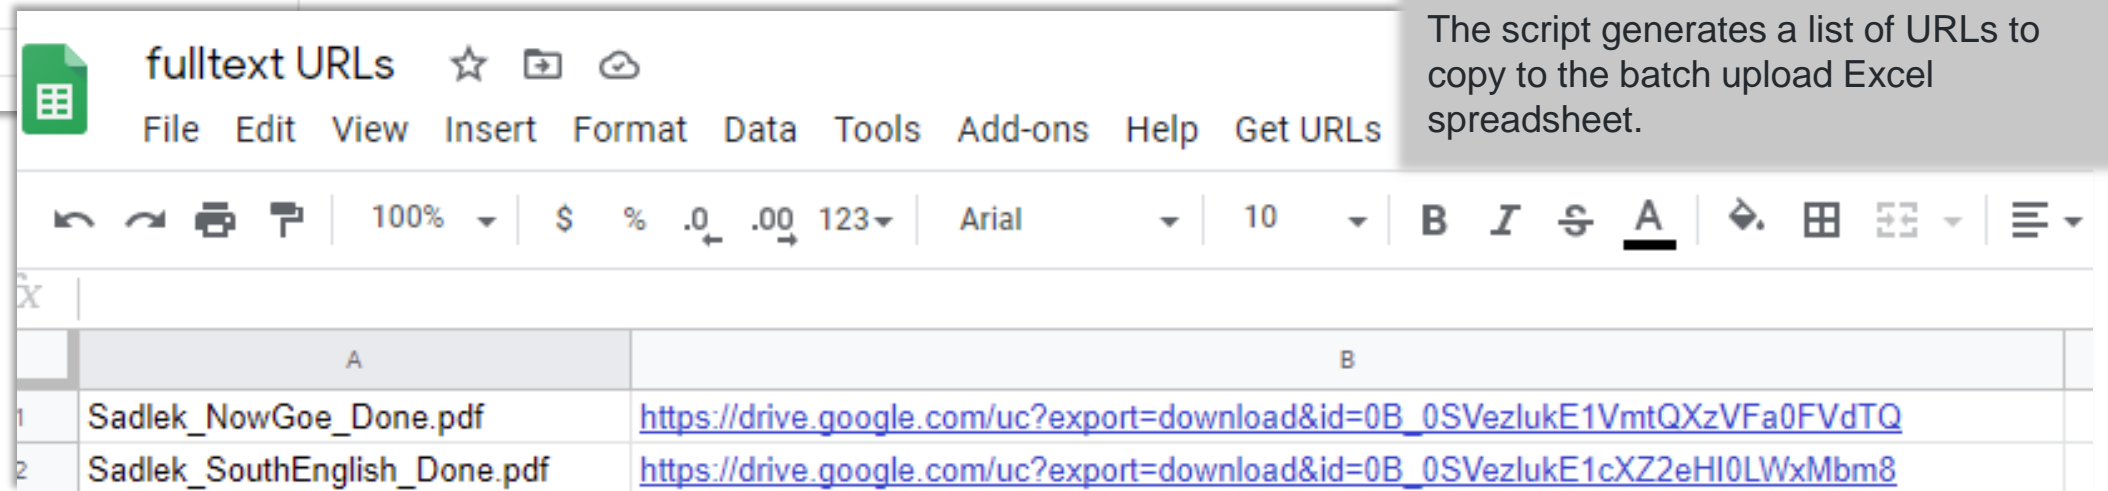 fulltext URLs
The script generates a list of URLs to
copy to the batch upload Excel
spreadsheet.
File Edit View Insert Format Data Tools Add-ons Help Get URLs
100% $ % .0 .00 123 Arial 10 B I S A
fx
A B
1 Sadlek_NowGoe_Done.pdf https://drive.google.com/uc?export=download&id=0B_0SVezlukE1VmtQXzVFa0FVdTQ
2 Sadlek_SouthEnglish_Done.pdf https://drive.google.com/uc?export=download&id=0B_0SVezlukE1cXZ2eHI0LWxMbm8